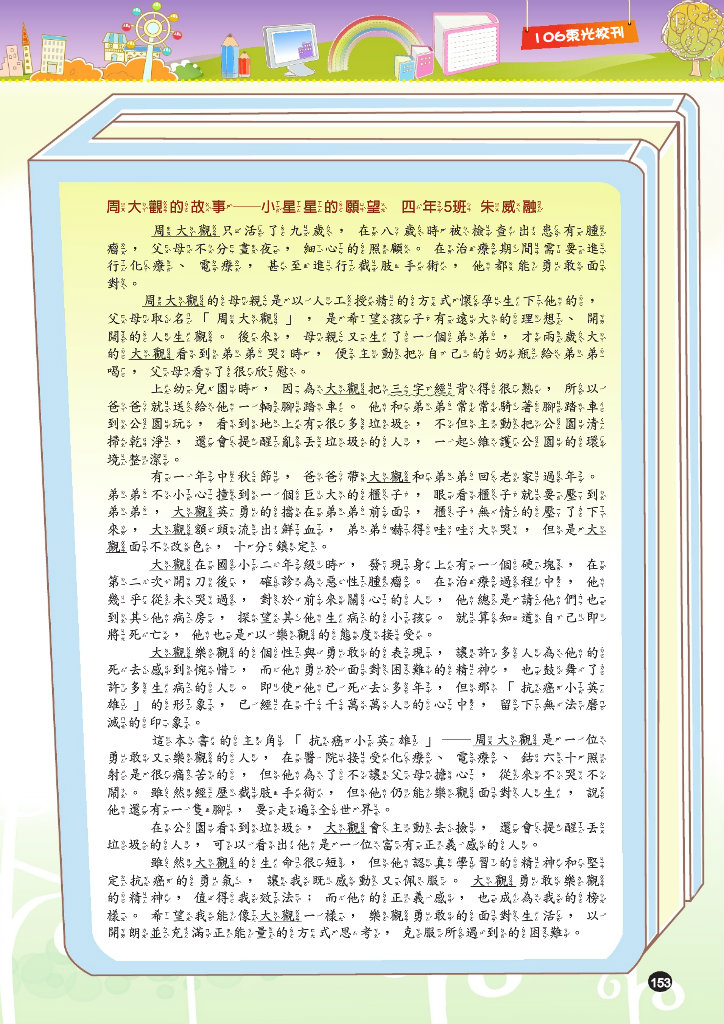 106東光校刊
周大觀的故事──小星星的願望　四年5班 朱威融
周大觀只活了九歲，在八歲時被檢查出患有腫
瘤，父母不分晝夜，細心的照顧。在治療期間需要進
行化療、電療，甚至進行截肢手術，他都能勇敢面
對。
周大觀的母親是以人工授精的方式懷孕生下他的，
父母取名「周大觀」，是希望孩子有遠大的理想、開
闊的人生觀。後來，母親又生了一個弟弟，才兩歲大
的大觀看到弟弟哭時，便主動把自己的奶瓶給弟弟
喝，父母看了很欣慰。
上幼兒園時，因為大觀把三字經背得很熟，所以
爸爸就送給他一輛腳踏車。他和弟弟常常騎著腳踏車
到公園玩，看到地上有很多垃圾，不但主動把公園清
掃乾淨，還會提醒亂丟垃圾的人，一起維護公園的環
境整潔。
有一年中秋節，爸爸帶大觀和弟弟回老家過年。
弟弟不小心撞到一個巨大的櫃子，眼看櫃子就要壓到
弟弟，大觀英勇的擋在弟弟前面，櫃子無情的壓了下
來，大觀額頭流出鮮血，弟弟嚇得哇哇大哭，但是大
觀面不改色，十分鎮定。
大觀在國小二年級時，發現身上有一個硬塊，在
第二次開刀後，確診為惡性腫瘤。在治療過程中，他
幾乎從未哭過，對於前來關心的人，他總是請他們也
到其他病房，探望其他生病的小孩。就算知道自己即
將死亡，他也是以樂觀的態度接受。
大觀樂觀的個性與勇敢的表現，讓許多人為他的
死去感到惋惜，而他勇於面對困難的精神，也鼓舞了
許多生病的人。即使他已死去多年，但那「抗癌小英
雄」的形象，已經在千千萬萬人的心中，留下無法磨
滅的印象。
這本書的主角「抗癌小英雄」──周大觀是一位
勇敢又樂觀的人，在醫院接受化療、電療、鈷六十照
射是很痛苦的，但他為了不讓父母擔心，從來不哭不
鬧。雖然經歷截肢手術，但他仍能樂觀面對人生，說
他還有一隻腳，要走遍全世界。
在公園看到垃圾，大觀會主動去撿，還會提醒丟
垃圾的人，可以看出他是一位富有正義感的人。
雖然大觀的生命很短，但他認真學習的精神和堅
定抗癌的勇氣，讓我既感動又佩服。大觀勇敢樂觀
的精神，值得我效法；而他的正義感，也成為我的榜
樣。希望我能像大觀一樣，樂觀勇敢的面對生活，以
開朗並充滿正能量的方式思考，克服所遇到的困難。
153